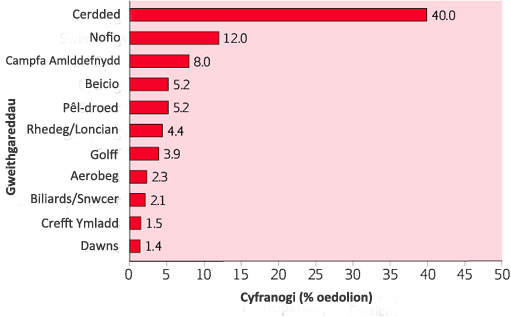 Gweithgareddau
Cerdded 40.0
Nofio 12.0
Campfa Amlddefnydd 8.0
Beicio 5.2
Pêl-droed 5.2
Rhedeg/Loncian 4.4
Golff 3.9
Aerobeg 2.3
Biliards/Snwcer 2.1
Crefft Ymladd 1.5
Dawns 1.4
0 5 10 15 20 25 30 35 40 45 50
Cyfranogi (% oedolion)